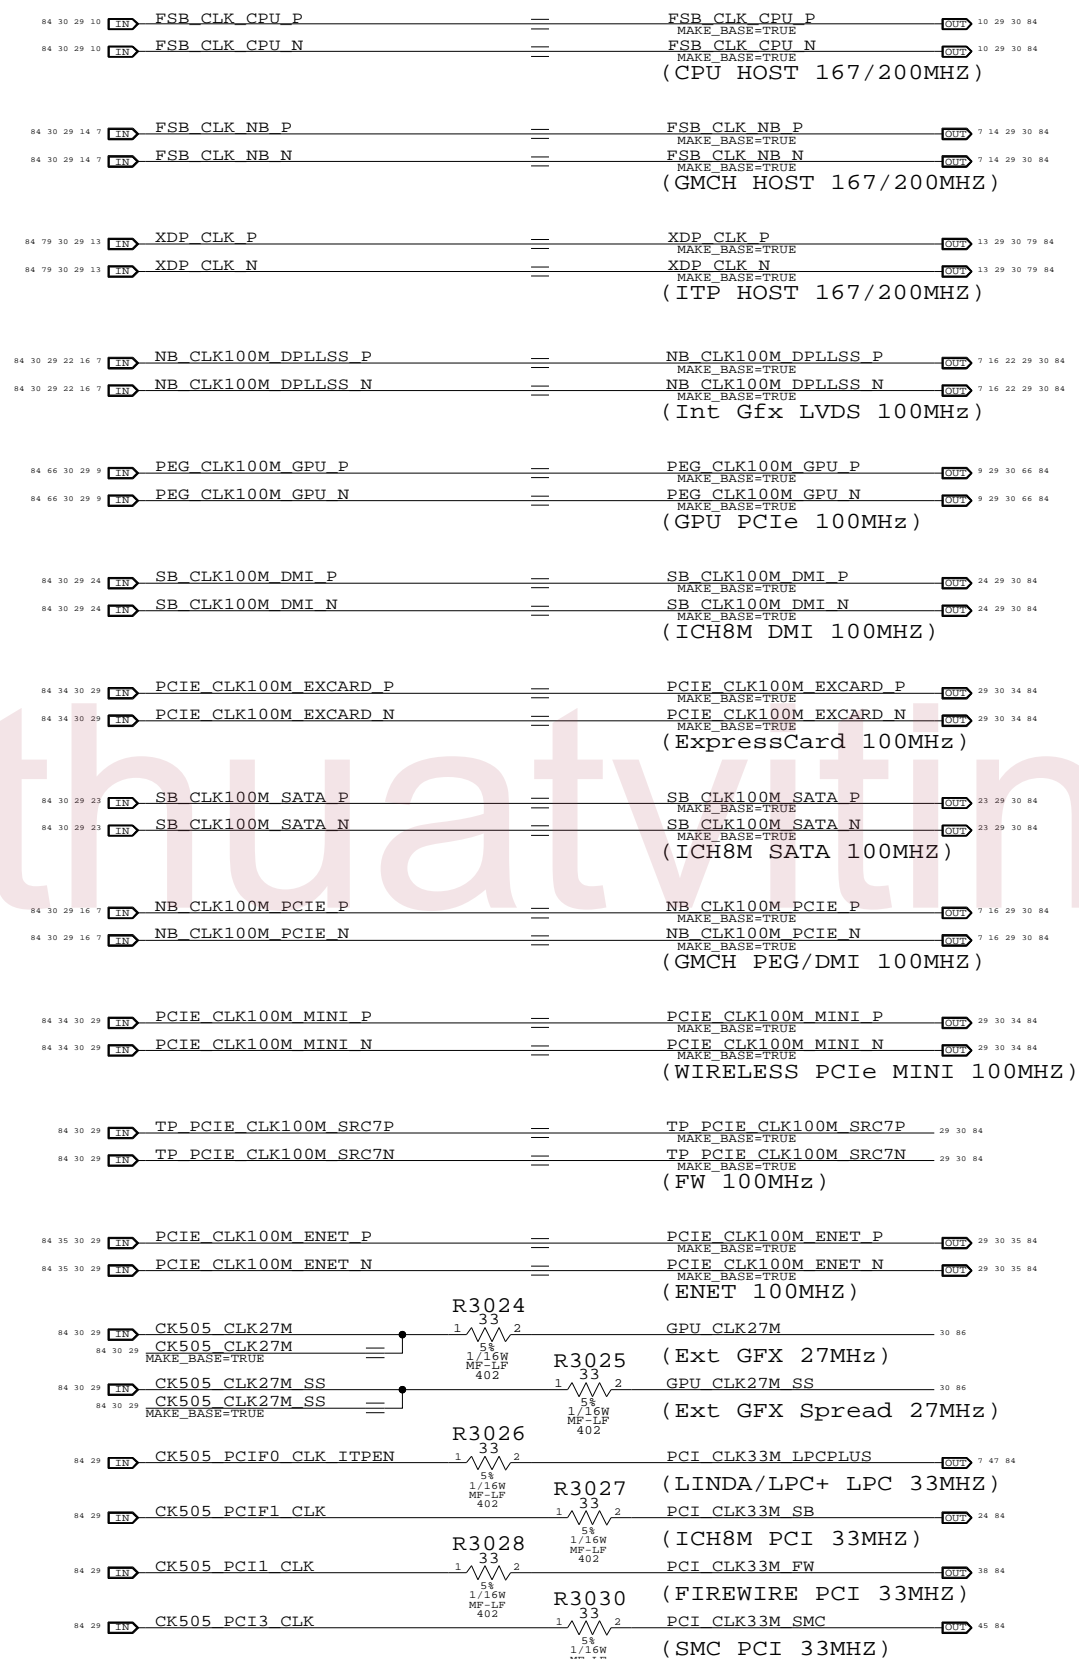 84 30 29 10 IN FSB_CLK_CPU_P FSB_CLK_CPU_P OUT 10 29 30 84
MAKE_BASE=TRUE
84 30 29 10 IN FSB_CLK_CPU_N FSB_CLK_CPU_N OUT 10 29 30 84
MAKE_BASE=TRUE
(CPU HOST 167/200MHZ)
84 30 29 14 7 IN FSB_CLK_NB_P FSB_CLK_NB_P OUT 7 14 29 30 84
MAKE_BASE=TRUE
84 30 29 14 7 IN FSB_CLK_NB_N FSB_CLK_NB_N OUT 7 14 29 30 84
MAKE_BASE=TRUE
(GMCH HOST 167/200MHZ)
84 79 30 29 13 IN XDP_CLK_P XDP_CLK_P OUT 13 29 30 79 84
MAKE_BASE=TRUE
84 79 30 29 13 IN XDP_CLK_N XDP_CLK_N OUT 13 29 30 79 84
MAKE_BASE=TRUE
(ITP HOST 167/200MHZ)
84 30 29 22 16 7 IN NB_CLK100M_DPLLSS_P NB_CLK100M_DPLLSS_P OUT 7 16 22 29 30 84
MAKE_BASE=TRUE
84 30 29 22 16 7 IN NB_CLK100M_DPLLSS_N NB_CLK100M_DPLLSS_N OUT 7 16 22 29 30 84
MAKE_BASE=TRUE
(Int Gfx LVDS 100MHz)
84 66 30 29 9 IN PEG_CLK100M_GPU_P PEG_CLK100M_GPU_P OUT 9 29 30 66 84
MAKE_BASE=TRUE
84 66 30 29 9 IN PEG_CLK100M_GPU_N PEG_CLK100M_GPU_N OUT 9 29 30 66 84
MAKE_BASE=TRUE
(GPU PCIe 100MHz)
84 30 29 24 IN SB_CLK100M_DMI_P SB_CLK100M_DMI_P OUT 24 29 30 84
MAKE_BASE=TRUE
84 30 29 24 IN SB_CLK100M_DMI_N SB_CLK100M_DMI_N OUT 24 29 30 84
MAKE_BASE=TRUE
(ICH8M DMI 100MHZ)
84 34 30 29 IN PCIE_CLK100M_EXCARD_P PCIE_CLK100M_EXCARD_P OUT 29 30 34 84
MAKE_BASE=TRUE
84 34 30 29 IN PCIE_CLK100M_EXCARD_N PCIE_CLK100M_EXCARD_N OUT 29 30 34 84
MAKE_BASE=TRUE
(ExpressCard 100MHz)
thuatvitin
84 30 29 23 IN SB_CLK100M_SATA_P SB_CLK100M_SATA_P OUT 23 29 30 84
MAKE_BASE=TRUE
84 30 29 23 IN SB_CLK100M_SATA_N SB_CLK100M_SATA_N OUT 23 29 30 84
MAKE_BASE=TRUE
(ICH8M SATA 100MHZ)
84 30 29 16 7 IN NB_CLK100M_PCIE_P NB_CLK100M_PCIE_P OUT 7 16 29 30 84
MAKE_BASE=TRUE
84 30 29 16 7 IN NB_CLK100M_PCIE_N NB_CLK100M_PCIE_N OUT 7 16 29 30 84
MAKE_BASE=TRUE
(GMCH PEG/DMI 100MHZ)
84 34 30 29 IN PCIE_CLK100M_MINI_P PCIE_CLK100M_MINI_P OUT 29 30 34 84
MAKE_BASE=TRUE
84 34 30 29 IN PCIE_CLK100M_MINI_N PCIE_CLK100M_MINI_N OUT 29 30 34 84
MAKE_BASE=TRUE
(WIRELESS PCIe MINI 100MHZ)
84 30 29 IN TP_PCIE_CLK100M_SRC7P TP_PCIE_CLK100M_SRC7P 29 30 84
MAKE_BASE=TRUE
84 30 29 IN TP_PCIE_CLK100M_SRC7N TP_PCIE_CLK100M_SRC7N 29 30 84
MAKE_BASE=TRUE
(FW 100MHz)
84 35 30 29 IN PCIE_CLK100M_ENET_P PCIE_CLK100M_ENET_P OUT 29 30 35 84
MAKE_BASE=TRUE
84 35 30 29 IN PCIE_CLK100M_ENET_N PCIE_CLK100M_ENET_N OUT 29 30 35 84
MAKE_BASE=TRUE
(ENET 100MHZ)
R3024
33
84 30 29 IN CK505_CLK27M 1 2 GPU_CLK27M 30 86
84 30 29 CK505_CLK27M
MAKE_BASE=TRUE
5%
1/16W
MF-LF
402
(Ext GFX 27MHz)
R3025
33
84 30 29 IN CK505_CLK27M_SS 1 2 GPU_CLK27M_SS 30 86
84 30 29 CK505_CLK27M_SS
MAKE_BASE=TRUE
5%
1/16W
MF-LF
402
(Ext GFX Spread 27MHz)
R3026
33
84 29 IN CK505_PCIF0_CLK_ITPEN 1 2 PCI_CLK33M_LPCPLUS OUT 7 47 84
5%
1/16W
MF-LF
402
(LINDA/LPC+ LPC 33MHZ)
R3027
33
84 29 IN CK505_PCIF1_CLK 1 2 PCI_CLK33M_SB OUT 24 84
5%
1/16W
MF-LF
402
(ICH8M PCI 33MHZ)
R3028
33
84 29 IN CK505_PCI1_CLK 1 2 PCI_CLK33M_FW OUT 38 84
5%
1/16W
MF-LF
402
(FIREWIRE PCI 33MHZ)
R3030
33
84 29 IN CK505_PCI3_CLK 1 2 PCI_CLK33M_SMC OUT 45 84
5%
1/16W
(SMC PCI 33MHZ)